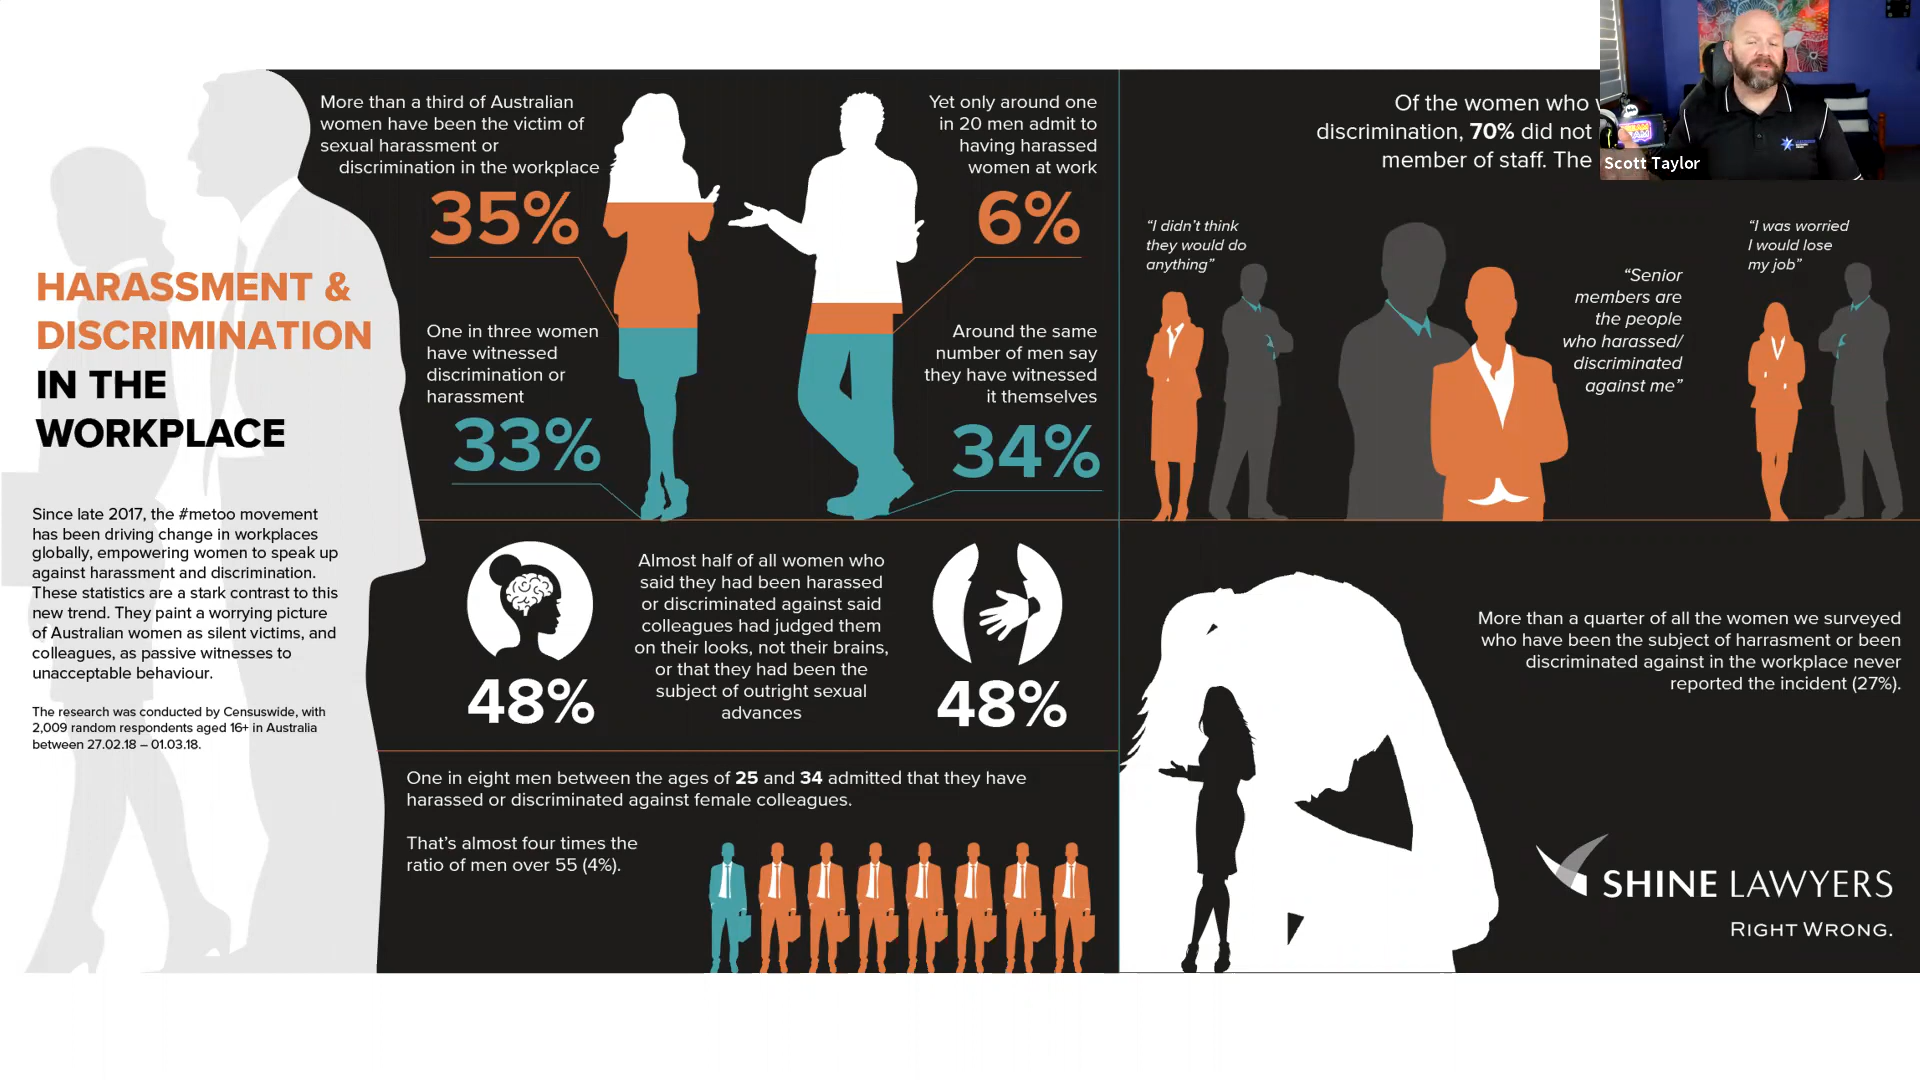 HARASSMENT &
DISCRIMINATION
IN THE
WORKPLACE
Since late 2017, the #metoo movement
has been driving change in workplaces
globally, empowering women to speak up
against harassment and discrimination.
These statistics are a stark contrast to this
new trend. They paint a worrying picture
of Australian women as silent victims, and
colleagues, as passive witnesses to
unacceptable behaviour.
The research was conducted by Censuswide, with
2,009 random respondents aged 16+ in Australia
between 27.02.18 – 01.03.18.
More than a third of Australian
women have been the victim of
sexual harassment or
discrimination in the workplace
35%
Yet only around one
in 20 men admit to
having harassed
women at work
6%
One in three women
have witnessed
discrimination or
harassment
33%
Around the same
number of men say
they have witnessed
it themselves
34%
48%
Almost half of all women who
said they had been harassed
or discriminated against said
colleagues had judged them
on their looks, not their brains,
or that they had been the
subject of outright sexual
advances
48%
One in eight men between the ages of 25 and 34 admitted that they have
harassed or discriminated against female colleagues.
That's almost four times the
ratio of men over 55 (4%).
Of the women who
discrimination, 70% did not
member of staff. The
Scott Taylor
“I didn't think
they would do
anything”
“Senior
members are
the people
who harassed/
discriminated
against me”
“I was worried
I would lose
my job”
More than a quarter of all the women we surveyed
who have been the subject of harrasment or been
discriminated against in the workplace never
reported the incident (27%).
SHINE LAWYERS
RIGHT WRONG.